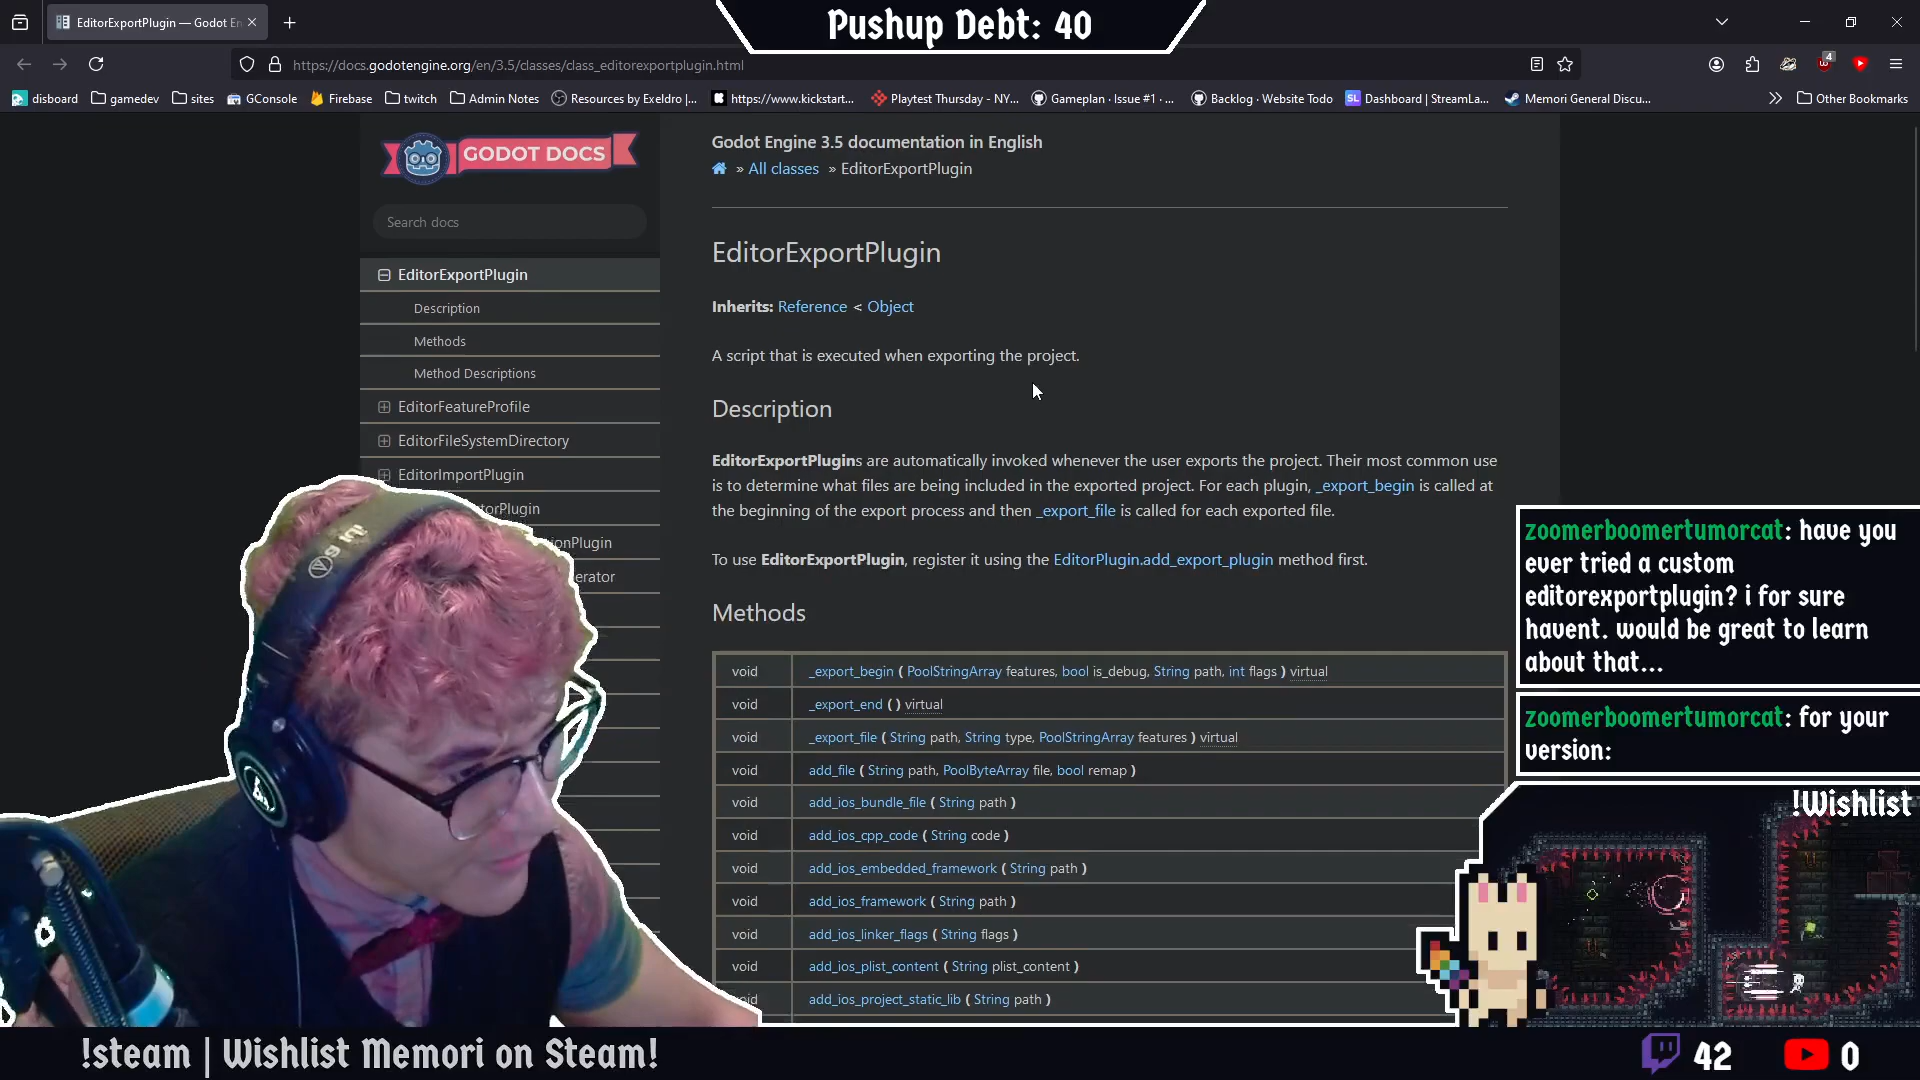 EditorExportPlugin — Godot En
Pushup Debt: 40
https://docs.godotengine.org/en/3.5/classes/class_editorexportplugin.html
4
disboard
gamedev
sites
GConsole
Firebase
twitch
Admin Notes
Resources by Exeldro |...
https://www.kickstart...
Playtest Thursday - NY...
Gameplan · Issue #1 · ...
Backlog · Website Todo
SL Dashboard | StreamLa...
Memori General Discu...
Other Bookmarks
GODOT DOCS
Search docs
EditorExportPlugin
Description
Methods
Method Descriptions
EditorFeatureProfile
EditorFileSystemDirectory
EditorImportPlugin
torPlugin
ionPlugin
erator
Godot Engine 3.5 documentation in English
» All classes » EditorExportPlugin
EditorExportPlugin
Inherits: Reference < Object
A script that is executed when exporting the project.
Description
EditorExportPlugins are automatically invoked whenever the user exports the project. Their most common use
is to determine what files are being included in the exported project. For each plugin, _export_begin is called at
the beginning of the export process and then _export_file is called for each exported file.
To use EditorExportPlugin, register it using the EditorPlugin.add_export_plugin method first.
Methods
void _export_begin ( PoolStringArray features, bool is_debug, String path, int flags ) virtual
void _export_end ( ) virtual
void _export_file ( String path, String type, PoolStringArray features ) virtual
void add_file ( String path, PoolByteArray file, bool remap )
void add_ios_bundle_file ( String path )
void add_ios_cpp_code ( String code )
void add_ios_embedded_framework ( String path )
void add_ios_framework ( String path )
void add_ios_linker_flags ( String flags )
void add_ios_plist_content ( String plist_content )
void add_ios_project_static_lib ( String path )
zoomerboomertumorcat: have you
ever tried a custom
editorexportplugin? i for sure
havent. would be great to learn
about that...
zoomerboomertumorcat: for your
version:
!Wishlist
!steam | Wishlist Memori on Steam!
42
0